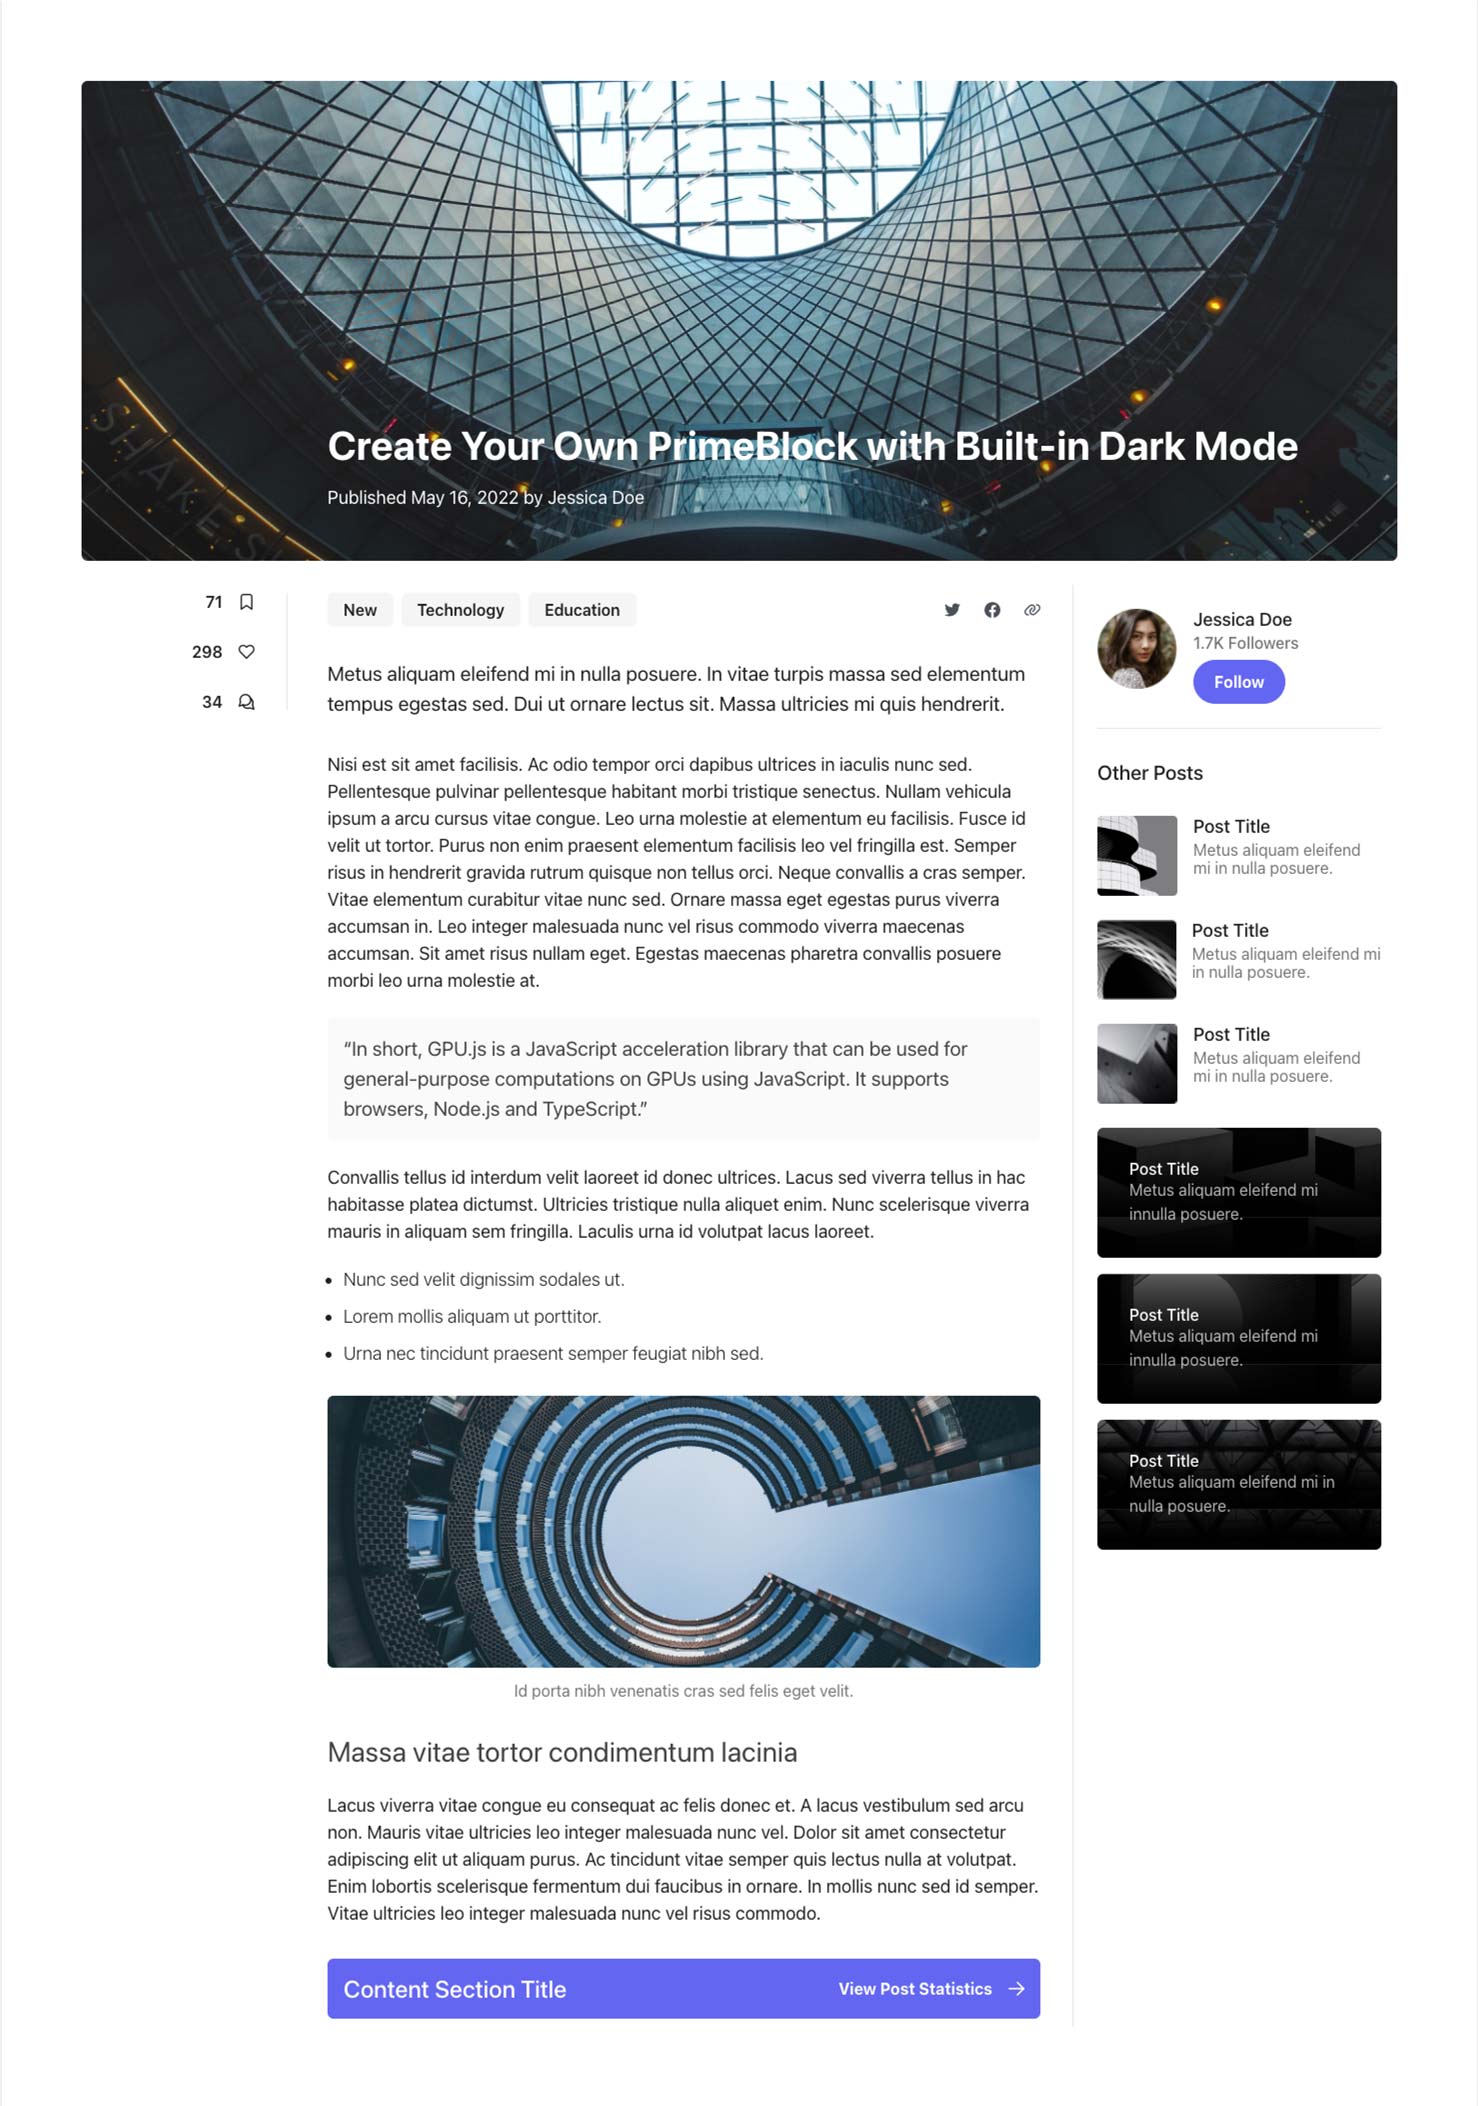 SHAKE S
Create Your Own PrimeBlock with Built-in Dark Mode
Published May 16, 2022 by Jessica Doe
71
298
34
New Technology Education
Metus aliquam eleifend mi in nulla posuere. In vitae turpis massa sed elementum
tempus egestas sed. Dui ut ornare lectus sit. Massa ultricies mi quis hendrerit.
Nisi est sit amet facilisis. Ac odio tempor orci dapibus ultrices in iaculis nunc sed.
Pellentesque pulvinar pellentesque habitant morbi tristique senectus. Nullam vehicula
ipsum a arcu cursus vitae congue. Leo urna molestie at elementum eu facilisis. Fusce id
velit ut tortor. Purus non enim praesent elementum facilisis leo vel fringilla est. Semper
risus in hendrerit gravida rutrum quisque non tellus orci. Neque convallis a cras semper.
Vitae elementum curabitur vitae nunc sed. Ornare massa eget egestas purus viverra
accumsan in. Leo integer malesuada nunc vel risus commodo viverra maecenas
accumsan. Sit amet risus nullam eget. Egestas maecenas pharetra convallis posuere
morbi leo urna molestie at.
“In short, GPU.js is a JavaScript acceleration library that can be used for
general-purpose computations on GPUs using JavaScript. It supports
browsers, Node.js and TypeScript.”
Convallis tellus id interdum velit laoreet id donec ultrices. Lacus sed viverra tellus in hac
habitasse platea dictumst. Ultricies tristique nulla aliquet enim. Nunc scelerisque viverra
mauris in aliquam sem fringilla. Laculis urna id volutpat lacus laoreet.
• Nunc sed velit dignissim sodales ut.
• Lorem mollis aliquam ut porttitor.
• Urna nec tincidunt praesent semper feugiat nibh sed.
Id porta nibh venenatis cras sed felis eget velit.
Massa vitae tortor condimentum lacinia
Lacus viverra vitae congue eu consequat ac felis donec et. A lacus vestibulum sed arcu
non. Mauris vitae ultricies leo integer malesuada nunc vel. Dolor sit amet consectetur
adipiscing elit ut aliquam purus. Ac tincidunt vitae semper quis lectus nulla at volutpat.
Enim lobortis scelerisque fermentum dui faucibus in ornare. In mollis nunc sed id semper.
Vitae ultricies leo integer malesuada nunc vel risus commodo.
Content Section Title View Post Statistics
Jessica Doe
1.7K Followers
Follow
Other Posts
Post Title
Metus aliquam eleifend
mi in nulla posuere.
Post Title
Metus aliquam eleifend mi
in nulla posuere.
Post Title
Metus aliquam eleifend
mi in nulla posuere.
Post Title
Metus aliquam eleifend mi
innulla posuere.
Post Title
Metus aliquam eleifend mi
innulla posuere.
Post Title
Metus aliquam eleifend mi in
nulla posuere.